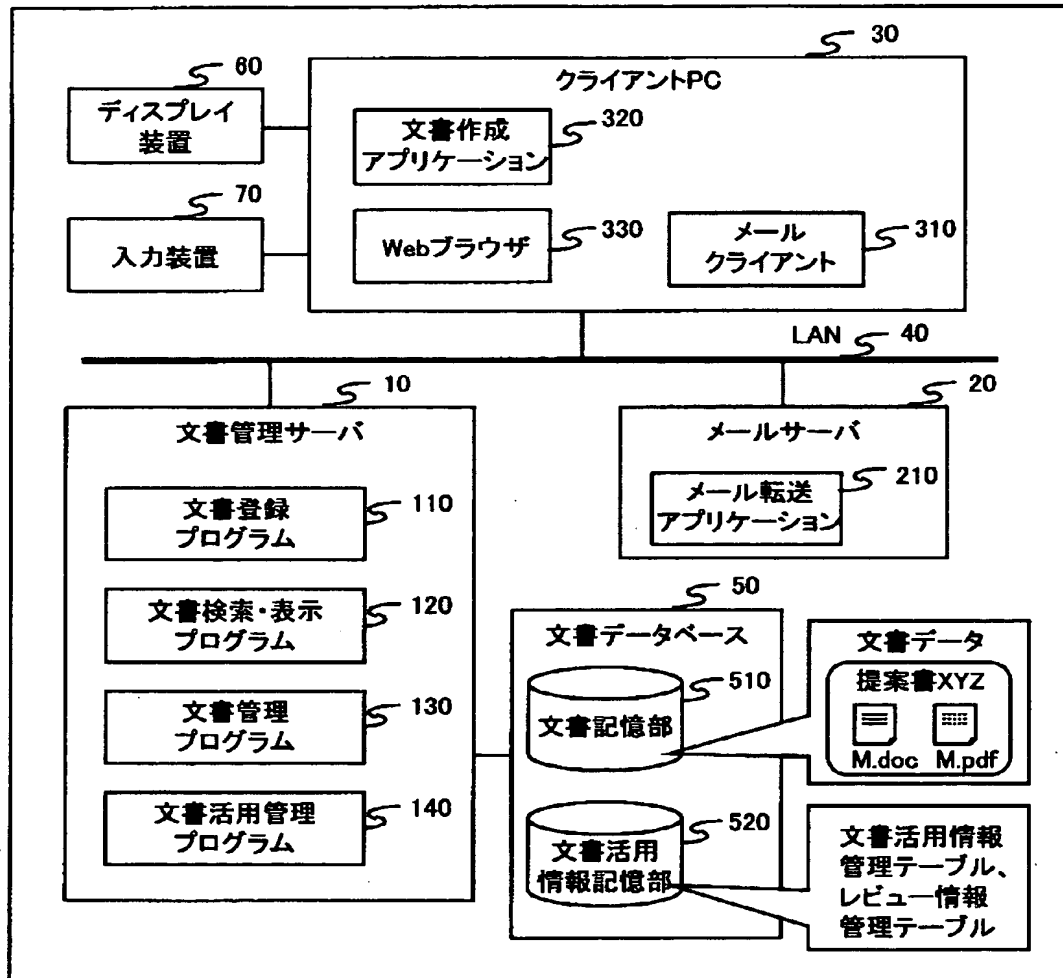 30
クライアントPC
60
ディスプレイ
装置
文書作成
アプリケーション
320
70
入力装置
Webブラウザ
330
メール
クライアント
310
LAN
40
10
文書管理サーバ
20
メールサーバ
文書登録
プログラム
110
メール転送
アプリケーション
210
文書検索・表示
プログラム
120
50
文書データベース
文書データ
提案書XYZ
M.doc M.pdf
文書管理
プログラム
130
文書記憶部
510
文書活用管理
プログラム
140
文書活用
情報記憶部
520
文書活用情報
管理テーブル、
レビュー情報
管理テーブル